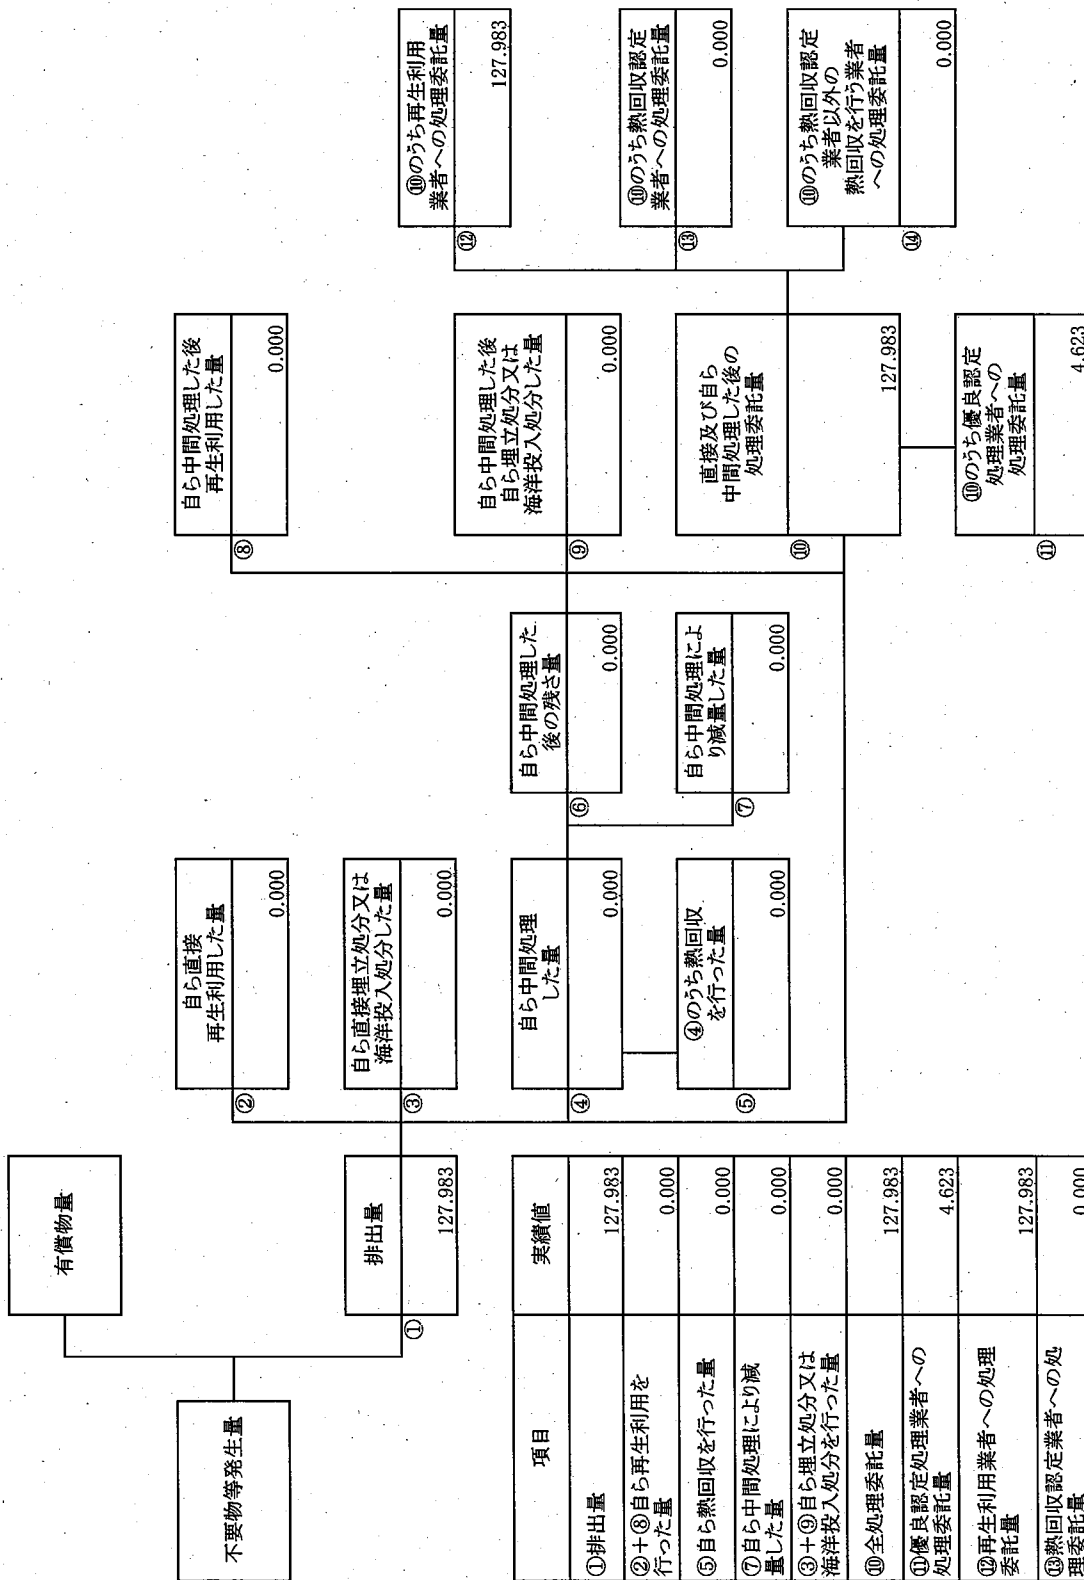 不要物等発生量
有償物量
排出量
①
127.983
自ら直接
再生利用した量
②
0.000
自ら直接埋立処分又は
海洋投入処分した量
③
0.000
自ら中間処理
した量
④
0.000
④のうち熱回収
を行った量
⑤
0.000
自ら中間処理した
後の残さ量
⑥
0.000
自ら中間処理によ
り減量した量
⑦
0.000
自ら中間処理した後
再生利用した量
⑧
0.000
自ら中間処理した後
自ら埋立処分又は
海洋投入処分した量
⑨
0.000
直接及び自ら
中間処理した後の
処理委託量
⑩
127.983
⑩のうち優良認定
処理業者への
処理委託量
⑪
4.623
⑩のうち再生利用
業者への処理委託量
⑫
127.983
⑩のうち熱回収認定
業者への処理委託量
⑬
0.000
⑩のうち熱回収認定
業者以外の
熱回収を行う業者
への処理委託量
⑭
0.000
項目 実績値
①排出量 127.983
②+⑧自ら再生利用を
行った量 0.000
⑤自ら熱回収を行った量 0.000
⑦自ら中間処理により減
量した量 0.000
③+⑨自ら埋立処分又は
海洋投入処分を行った量 0.000
⑩全処理委託量 127.983
⑪優良認定処理業者への
処理委託量 4.623
⑫再生利用業者への処理
委託量 127.983
⑬熱回収認定業者への処
理委託量 0.000